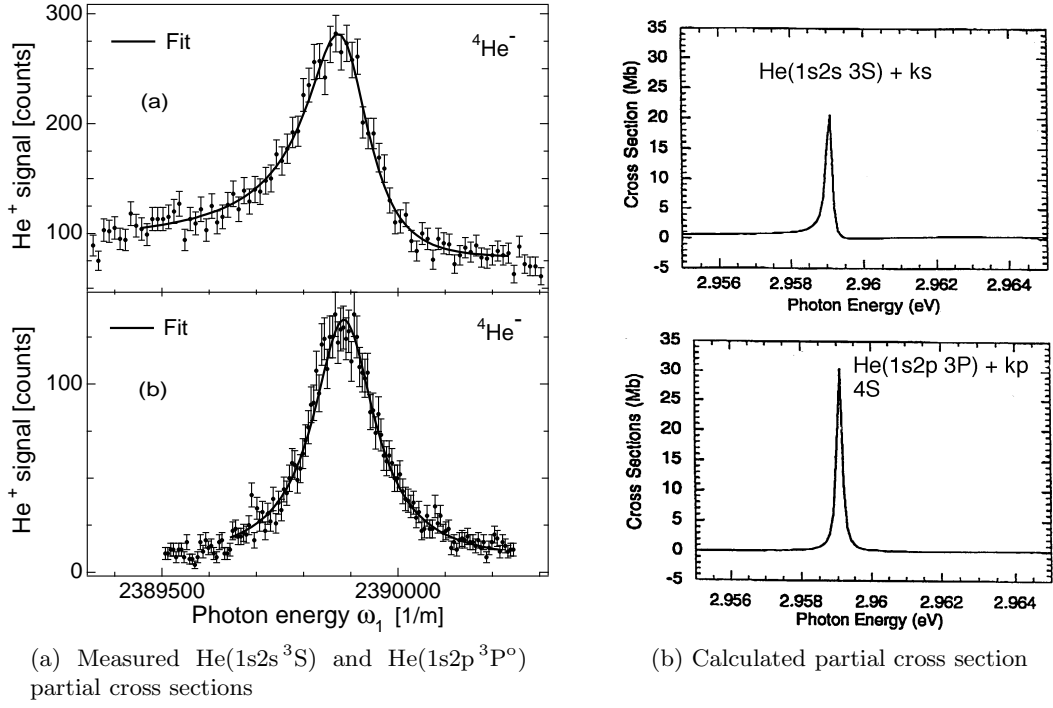 300
250
200
150
100
50
He⁺ signal [counts]
Fit
⁴He⁻
(a)
100
50
0
He⁺ signal [counts]
Fit
⁴He⁻
(b)
2389500
2390000
Photon energy ω₁ [1/m]
(a) Measured He(1s2s ³S) and He(1s2p ³Pᵒ)
partial cross sections
35
30
25
20
15
10
5
0
-5
Cross Section (Mb)
He(1s2s 3S) + ks
2.956
2.958
2.96
2.962
2.964
Photon Energy (eV)
35
30
25
20
15
10
5
0
-5
Cross Sections (Mb)
He(1s2p 3P) + kp
4S
2.956
2.958
2.96
2.962
2.964
Photon Energy (eV)
(b) Calculated partial cross section